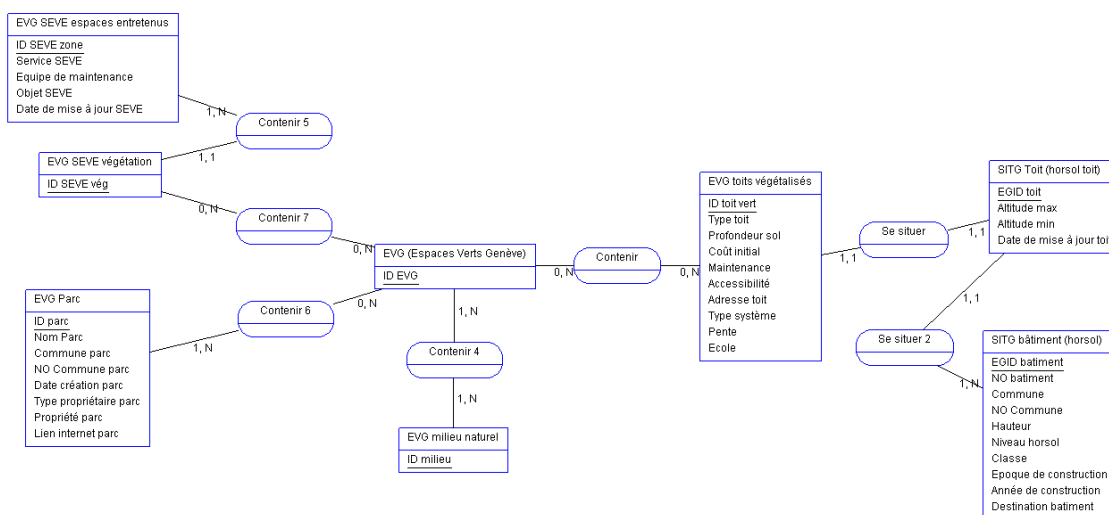 EVG SEVE espaces entretenus
ID SEVE zone
Service SEVE
Equipe de maintenance
Objet SEVE
Date de mise à jour SEVE
1, N
Contenir 5
1, 1
EVG SEVE végétation
ID SEVE vég
0, N
Contenir 7
0, N
EVG (Espaces Verts Genève)
ID EVG
0, N
Contenir
0, N
EVG toits végétalisés
ID toit vert
Type toit
Profondeur sol
Coût initial
Maintenance
Accessibilité
Adresse toit
Type système
Pente
Ecole
1, 1
Se situer
1, 1
SITG Toit (horsol toit)
EGID toit
Altitude max
Altitude min
Date de mise à jour toit
1, 1
Se situer 2
1, N
SITG bâtiment (horsol)
EGID batiment
NO batiment
Commune
NO Commune
Hauteur
Niveau horsol
Classe
Epoque de construction
Année de construction
Destination batiment
0, N
Contenir 6
1, N
EVG Parc
ID parc
Nom Parc
Commune parc
NO Commune parc
Date création parc
Type propriétaire parc
Propriété parc
Lien internet parc
1, N
Contenir 4
1, N
EVG milieu naturel
ID milieu